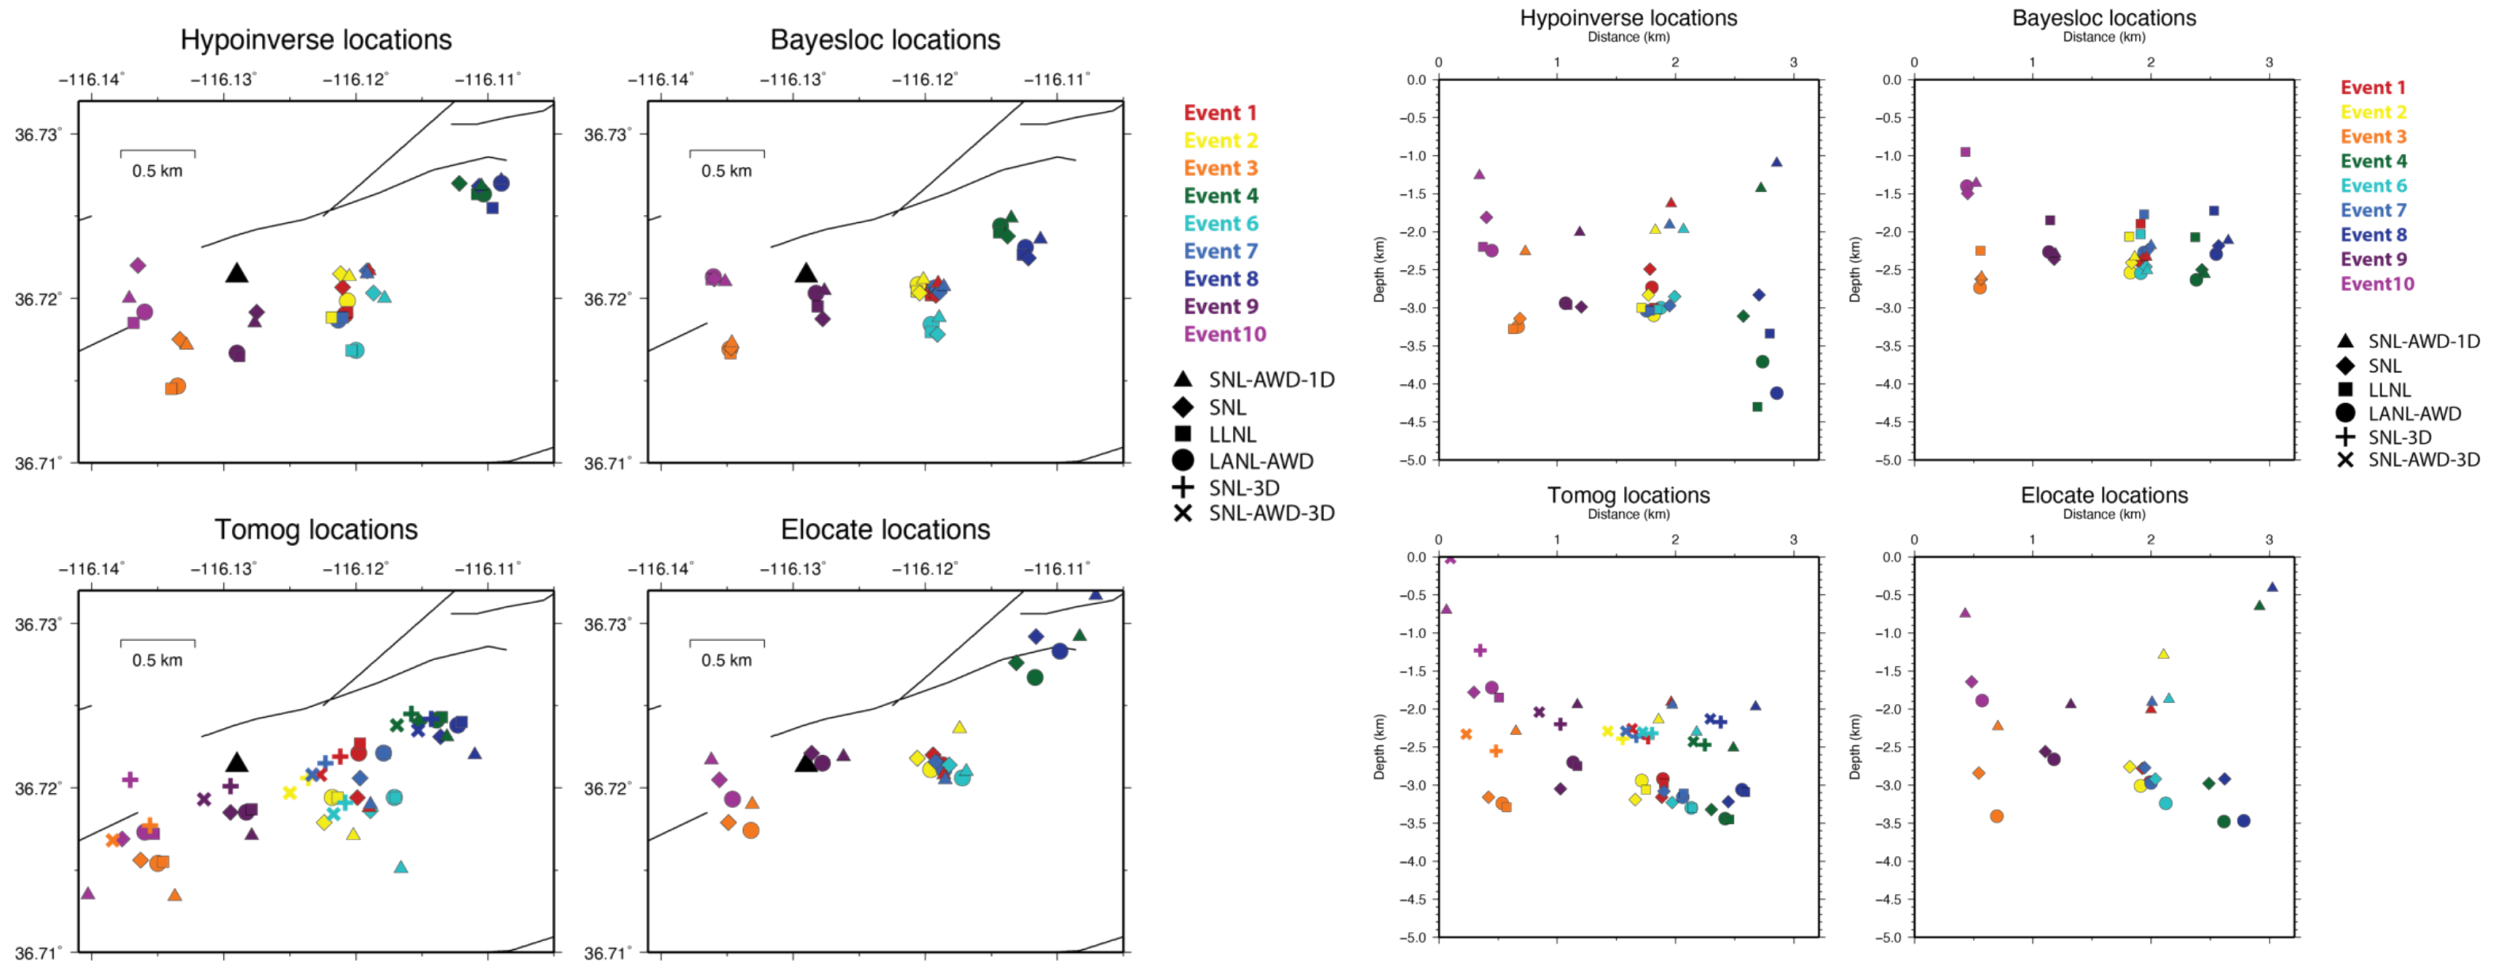 Hypoinverse locations
−116.14° −116.13° −116.12° −116.11°
36.73°
36.72°
36.71°
0.5 km
Bayesloc locations
−116.14° −116.13° −116.12° −116.11°
36.73°
36.72°
36.71°
0.5 km
Tomog locations
−116.14° −116.13° −116.12° −116.11°
36.73°
36.72°
36.71°
0.5 km
Elocate locations
−116.14° −116.13° −116.12° −116.11°
36.73°
36.72°
36.71°
0.5 km
Event 1
Event 2
Event 3
Event 4
Event 6
Event 7
Event 8
Event 9
Event10
SNL-AWD-1D
SNL
LLNL
LANL-AWD
SNL-3D
SNL-AWD-3D
Hypoinverse locations
Distance (km)
0 1 2 3
Depth (km)
0.0
−0.5
−1.0
−1.5
−2.0
−2.5
−3.0
−3.5
−4.0
−4.5
−5.0
Bayesloc locations
Distance (km)
0 1 2 3
Depth (km)
0.0
−0.5
−1.0
−1.5
−2.0
−2.5
−3.0
−3.5
−4.0
−4.5
−5.0
Tomog locations
Distance (km)
0 1 2 3
Depth (km)
0.0
−0.5
−1.0
−1.5
−2.0
−2.5
−3.0
−3.5
−4.0
−4.5
−5.0
Elocate locations
Distance (km)
0 1 2 3
Depth (km)
0.0
−0.5
−1.0
−1.5
−2.0
−2.5
−3.0
−3.5
−4.0
−4.5
−5.0
Event 1
Event 2
Event 3
Event 4
Event 6
Event 7
Event 8
Event 9
Event10
SNL-AWD-1D
SNL
LLNL
LANL-AWD
SNL-3D
SNL-AWD-3D